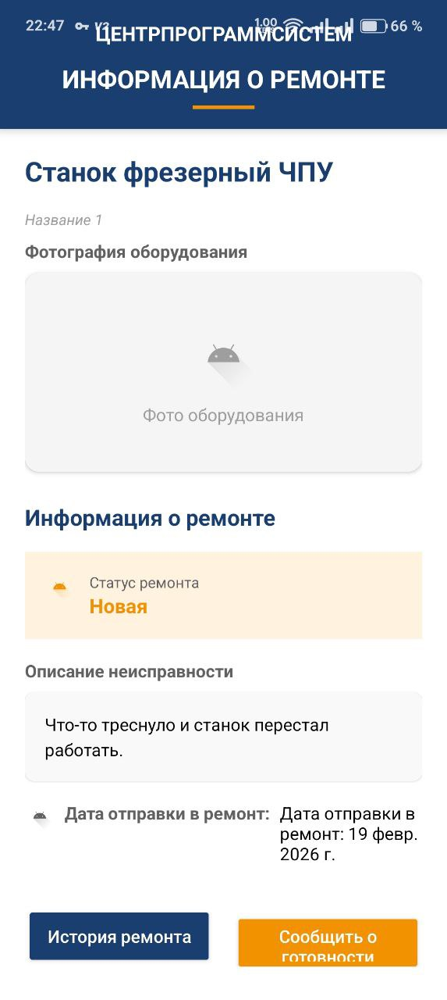 22:47
1.00
66 %
ЦЕНТРПРОГРАММСИСТЕМ
ИНФОРМАЦИЯ О РЕМОНТЕ
Станок фрезерный ЧПУ
Название 1
Фотография оборудования
Фото оборудования
Информация о ремонте
Статус ремонта
Новая
Описание неисправности
Что-то треснуло и станок перестал
работать.
Дата отправки в ремонт:
Дата отправки в
ремонт: 19 февр.
2026 г.
История ремонта
Сообщить о
готовности